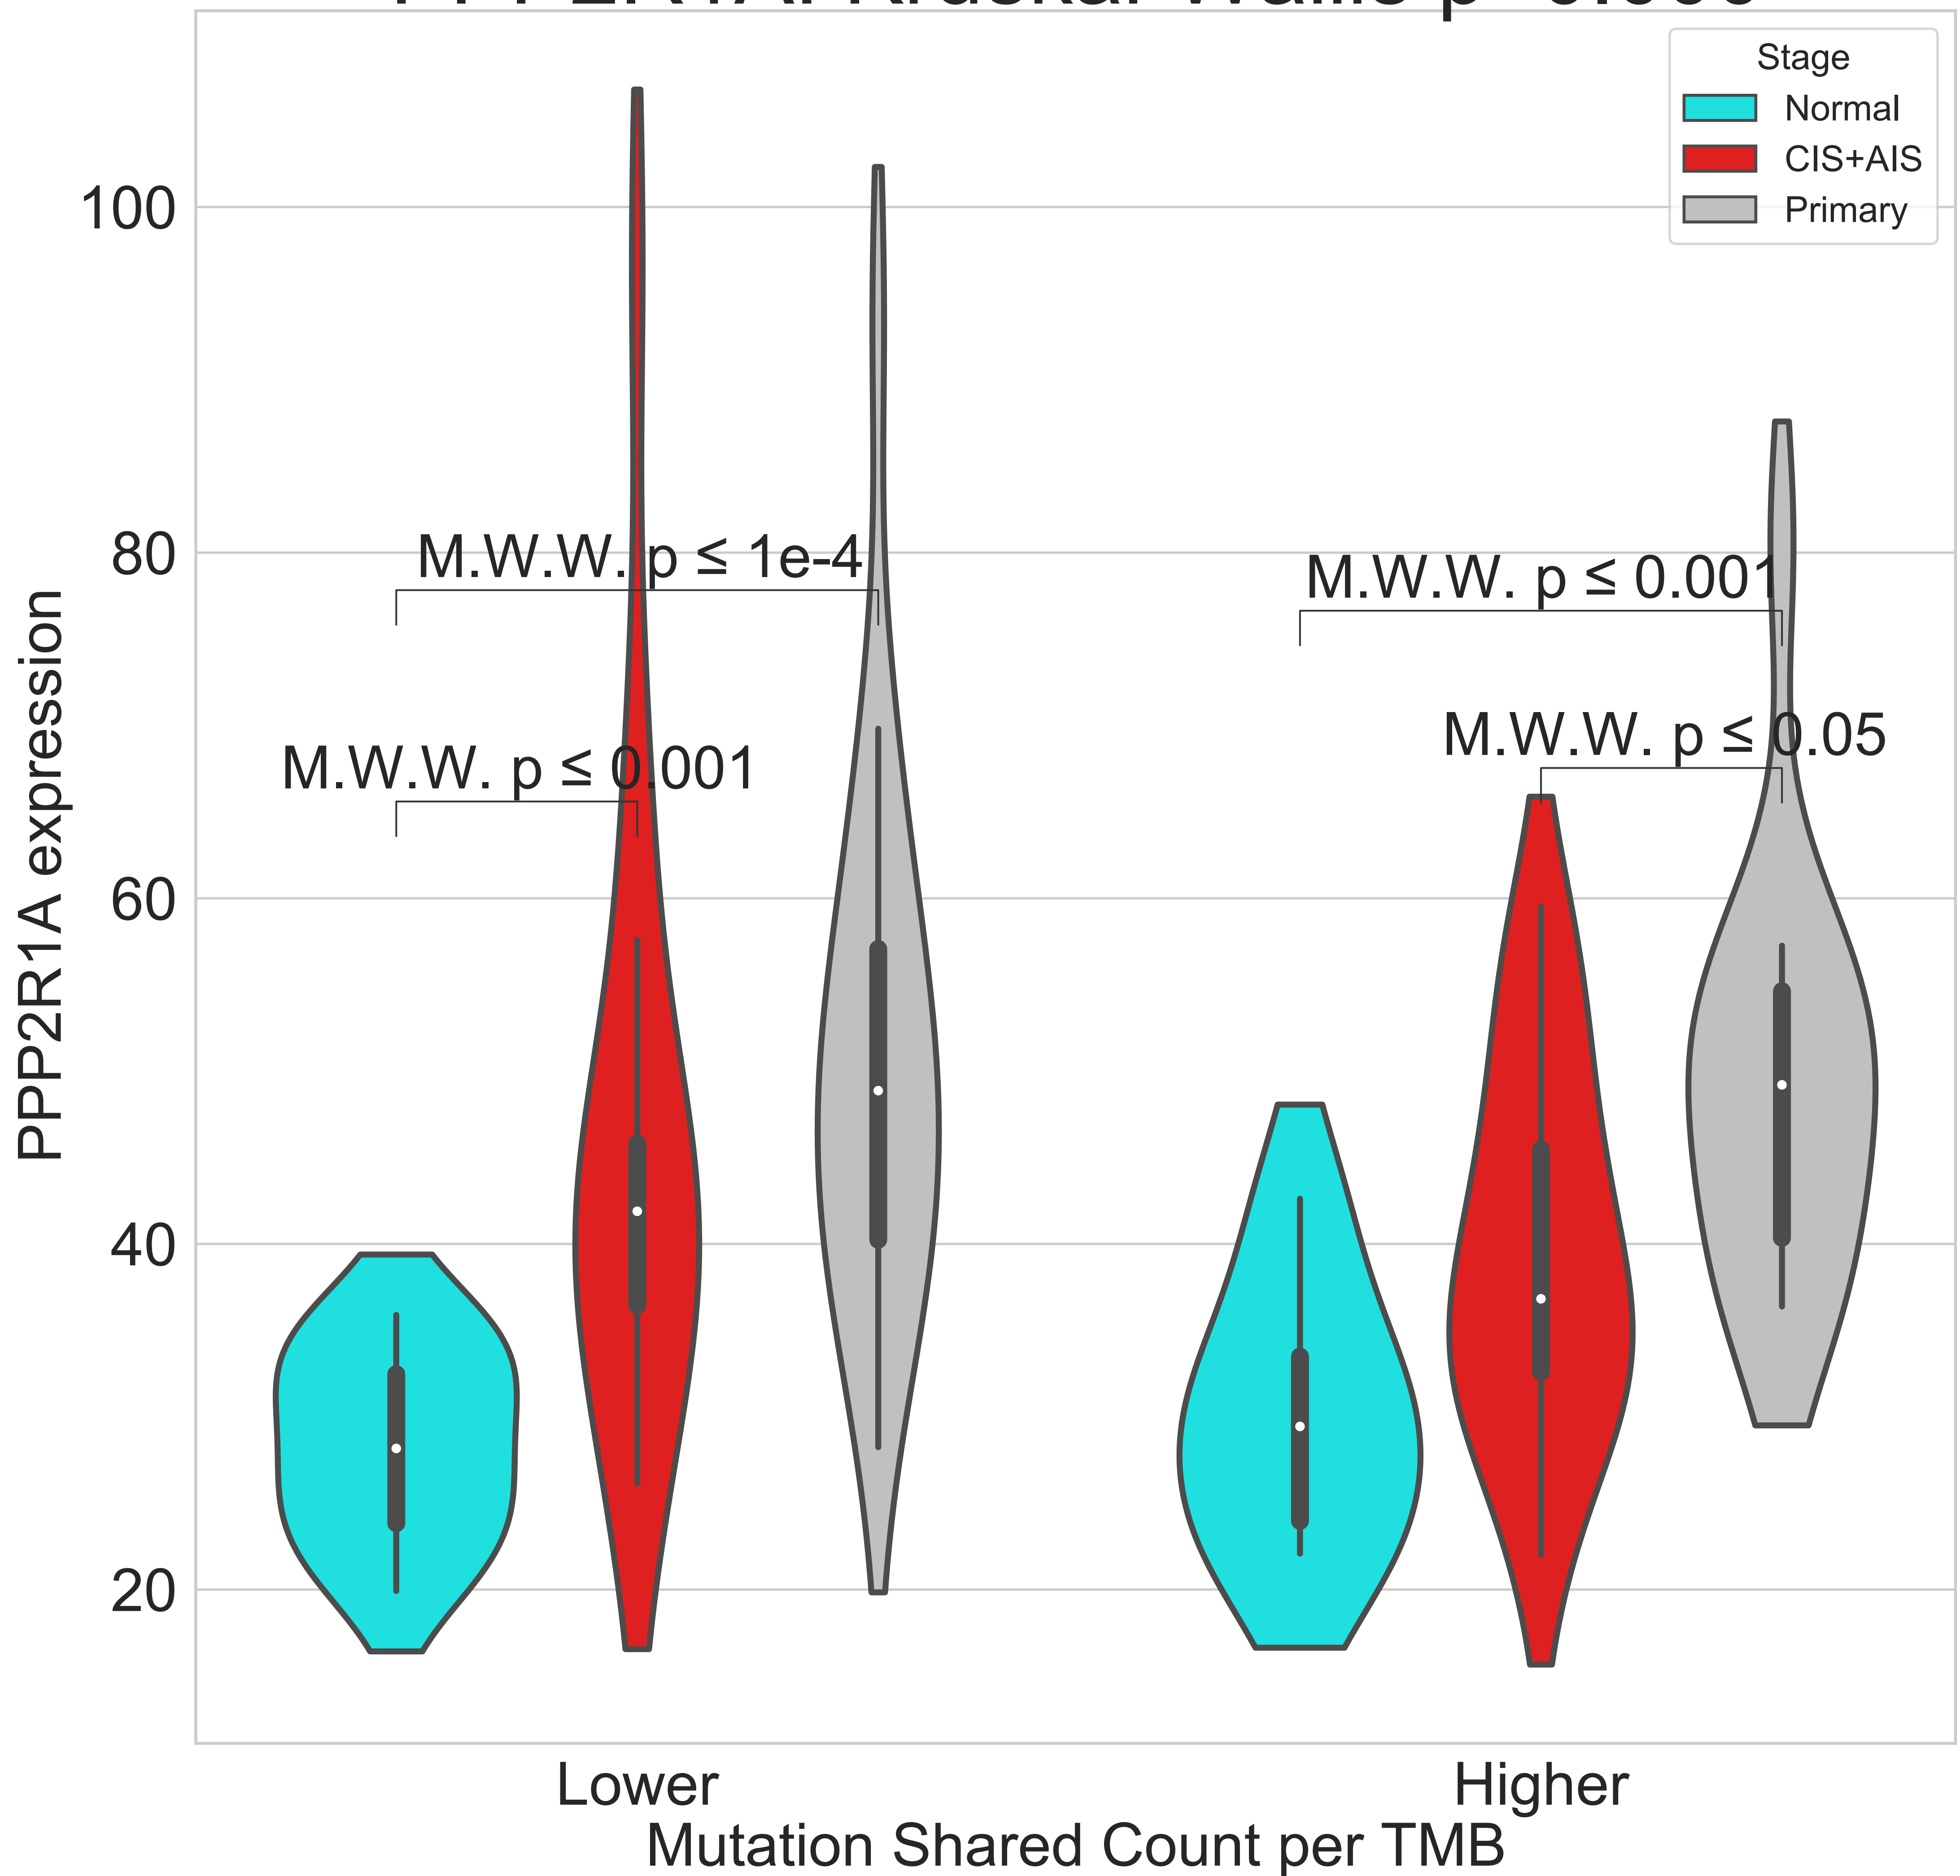 Stage
Normal
CIS+AIS
Primary
100
80
60
40
20
PPP2R1A expression
M.W.W. p ≤ 1e-4
M.W.W. p ≤ 0.001
M.W.W. p ≤ 0.001
M.W.W. p ≤ 0.05
Lower
Higher
Mutation Shared Count per TMB